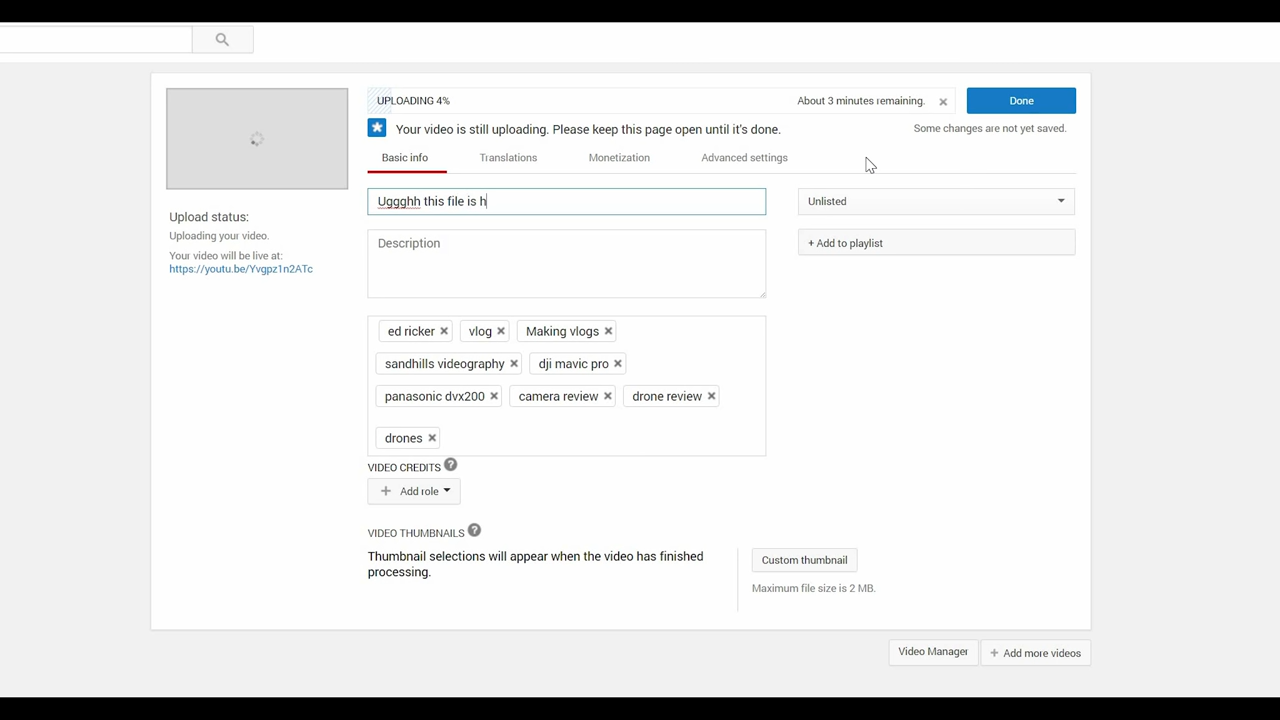 UPLOADING 4%
About 3 minutes remaining.
Done
Your video is still uploading. Please keep this page open until it's done.
Some changes are not yet saved.
Basic info
Translations
Monetization
Advanced settings
Uggghh this file is h
Unlisted
Description
+ Add to playlist
Upload status:
Uploading your video.
Your video will be live at:
https://youtu.be/Yvgpz1n2ATc
ed ricker
vlog
Making vlogs
sandhills videography
dji mavic pro
panasonic dvx200
camera review
drone review
drones
VIDEO CREDITS
Add role
VIDEO THUMBNAILS
Thumbnail selections will appear when the video has finished
processing.
Custom thumbnail
Maximum file size is 2 MB.
Video Manager
+ Add more videos